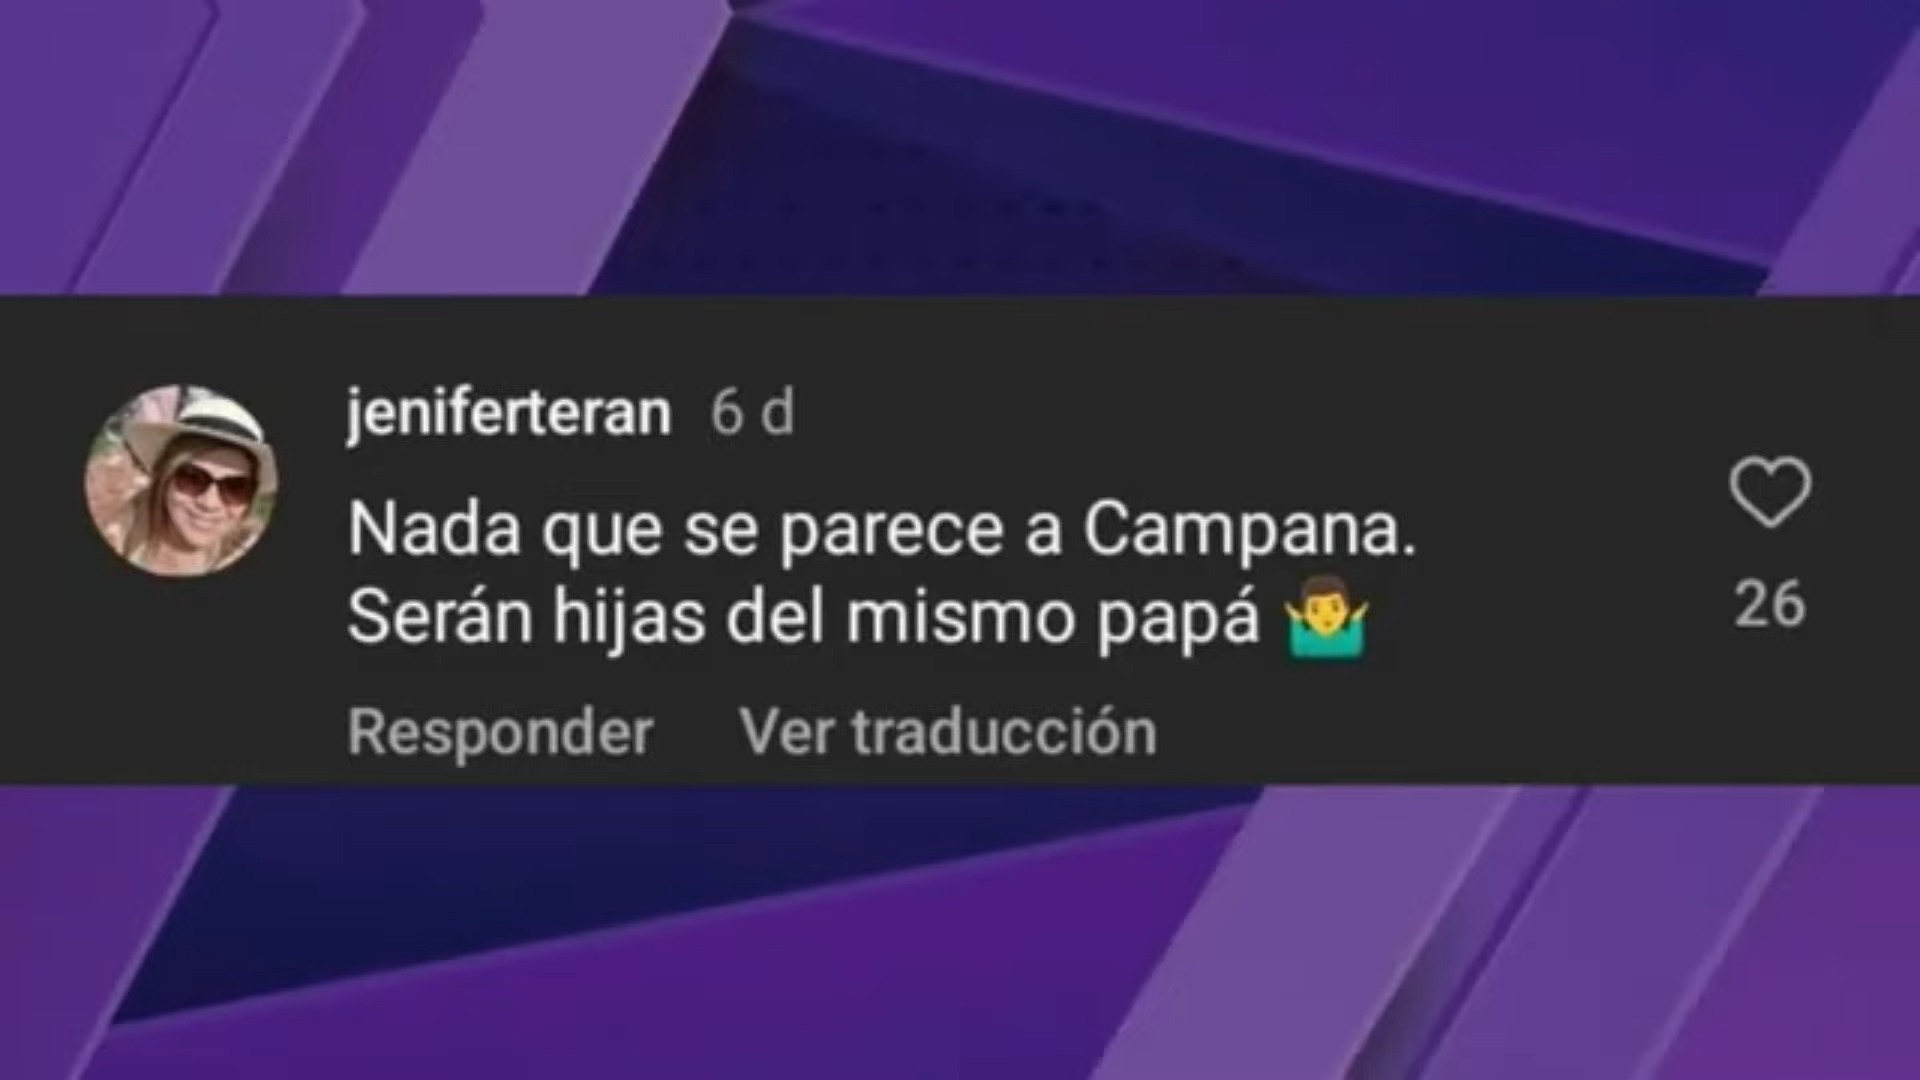 jeniferteran 6 d
Nada que se parece a Campana.
Serán hijas del mismo papá 🤷‍♂️
26
Responder Ver traducción